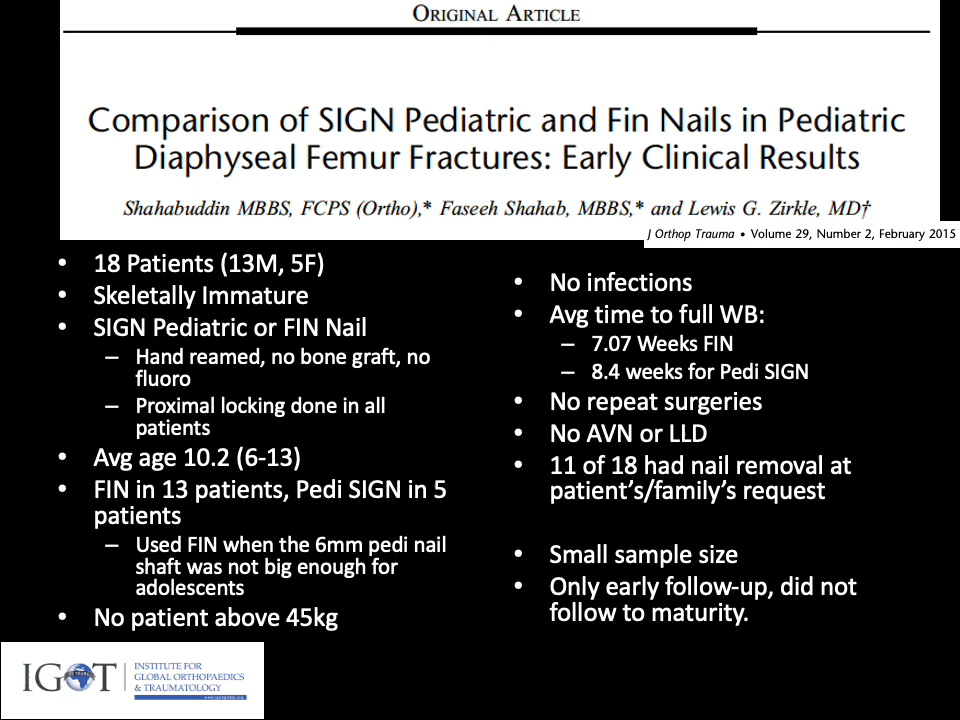 ORIGINAL ARTICLE
Comparison of SIGN Pediatric and Fin Nails in Pediatric
Diaphyseal Femur Fractures: Early Clinical Results
Shahabuddin MBBS, FCPS (Ortho),* Faseeh Shahab, MBBS,* and Lewis G. Zirkle, MD†
J Orthop Trauma • Volume 29, Number 2, February 2015
• 18 Patients (13M, 5F)
• Skeletally Immature
• SIGN Pediatric or FIN Nail
– Hand reamed, no bone graft, no
fluoro
– Proximal locking done in all
patients
• Avg age 10.2 (6-13)
• FIN in 13 patients, Pedi SIGN in 5
patients
– Used FIN when the 6mm pedi nail
shaft was not big enough for
adolescents
• No patient above 45kg
• No infections
• Avg time to full WB:
– 7.07 Weeks FIN
– 8.4 weeks for Pedi SIGN
• No repeat surgeries
• No AVN or LLD
• 11 of 18 had nail removal at
patient's/family's request
• Small sample size
• Only early follow-up, did not
follow to maturity.
IGOT
INSTITUTE FOR
GLOBAL ORTHOPAEDICS
& TRAUMATOLOGY